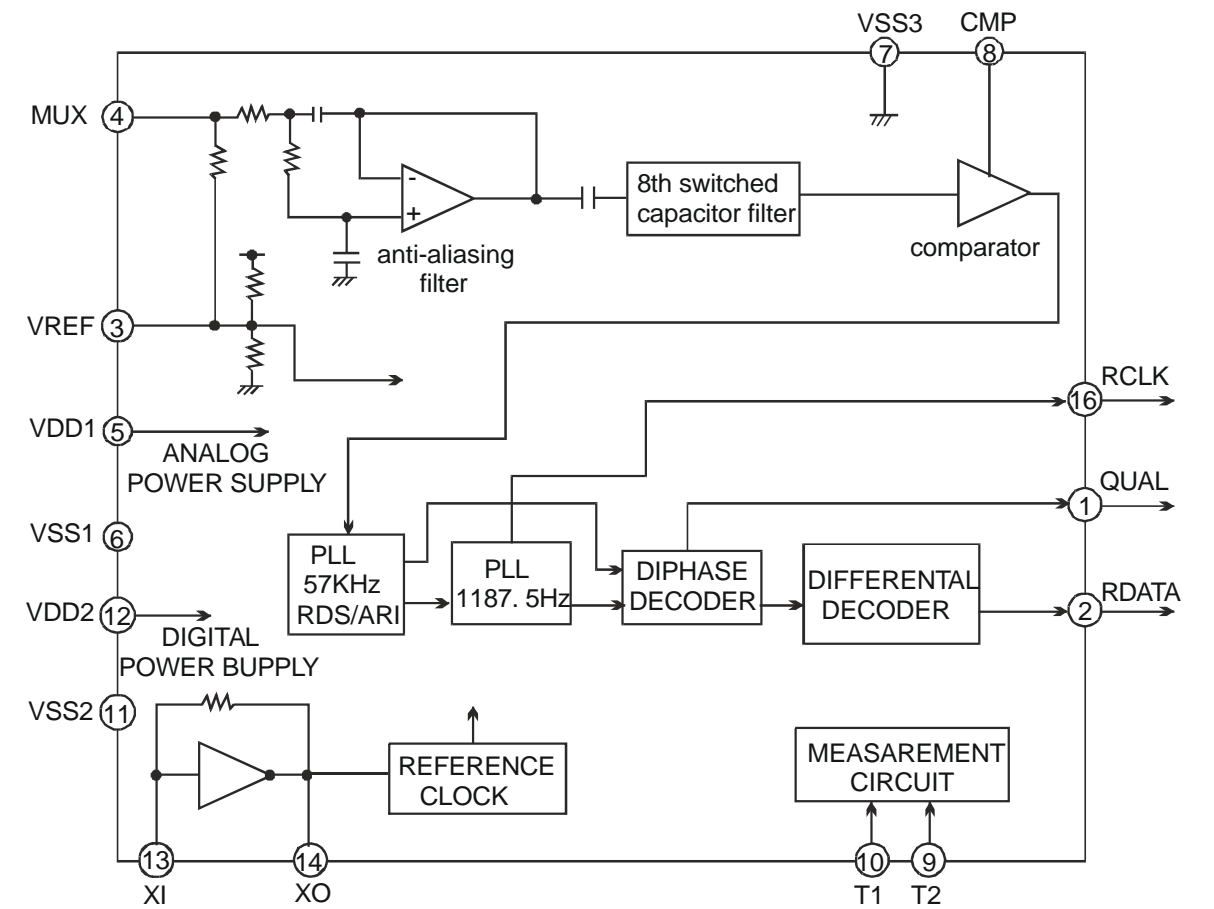 VSS3 CMP
7 8
MUX 4
-
+
8th switched
capacitor filter
anti-aliasing
filter
comparator
VREF 3
RCLK
16
VDD1 5
ANALOG
POWER SUPPLY
QUAL
1
VSS1 6
PLL
57KHz
RDS/ARI
PLL
1187. 5Hz
DIPHASE
DECODER
DIFFERENTAL
DECODER
RDATA
2
VDD2 12
DIGITAL
POWER BUPPLY
VSS2 11
REFERENCE
CLOCK
MEASAREMENT
CIRCUIT
13 14 10 9
XI XO T1 T2